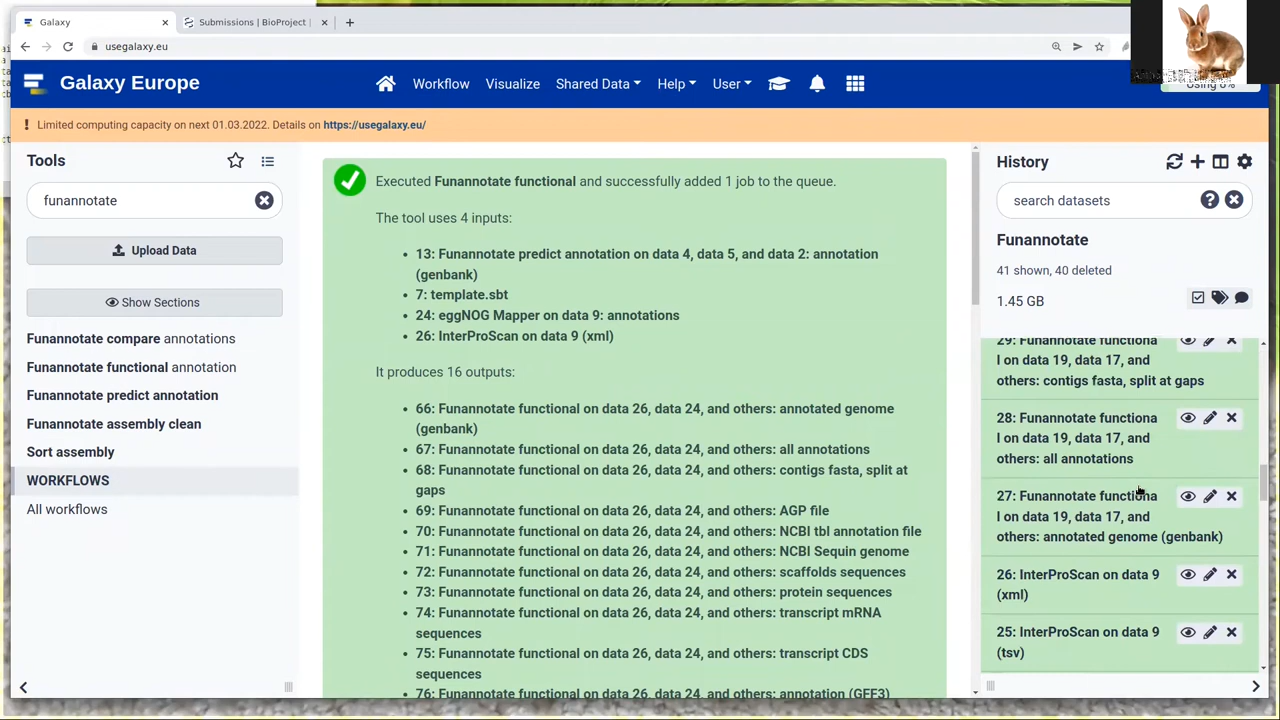 Galaxy
Submissions | BioProject |
usegalaxy.eu
Galaxy Europe
Workflow
Visualize
Shared Data
Help
User
Using 6%
Limited computing capacity on next 01.03.2022. Details on https://usegalaxy.eu/
Tools
funannotate
Upload Data
Show Sections
Funannotate compare annotations
Funannotate functional annotation
Funannotate predict annotation
Funannotate assembly clean
Sort assembly
WORKFLOWS
All workflows
Executed Funannotate functional and successfully added 1 job to the queue.
The tool uses 4 inputs:
• 13: Funannotate predict annotation on data 4, data 5, and data 2: annotation
(genbank)
• 7: template.sbt
• 24: eggNOG Mapper on data 9: annotations
• 26: InterProScan on data 9 (xml)
It produces 16 outputs:
• 66: Funannotate functional on data 26, data 24, and others: annotated genome
(genbank)
• 67: Funannotate functional on data 26, data 24, and others: all annotations
• 68: Funannotate functional on data 26, data 24, and others: contigs fasta, split at
gaps
• 69: Funannotate functional on data 26, data 24, and others: AGP file
• 70: Funannotate functional on data 26, data 24, and others: NCBI tbl annotation file
• 71: Funannotate functional on data 26, data 24, and others: NCBI Sequin genome
• 72: Funannotate functional on data 26, data 24, and others: scaffolds sequences
• 73: Funannotate functional on data 26, data 24, and others: protein sequences
• 74: Funannotate functional on data 26, data 24, and others: transcript mRNA
sequences
• 75: Funannotate functional on data 26, data 24, and others: transcript CDS
sequences
• 76: Funannotate functional on data 26, data 24, and others: annotation (GFF3)
History
search datasets
Funannotate
41 shown, 40 deleted
1.45 GB
29: Funannotate functiona
l on data 19, data 17, and
others: contigs fasta, split at gaps
28: Funannotate functiona
l on data 19, data 17, and
others: all annotations
27: Funannotate functiona
l on data 19, data 17, and
others: annotated genome (genbank)
26: InterProScan on data 9
(xml)
25: InterProScan on data 9
(tsv)